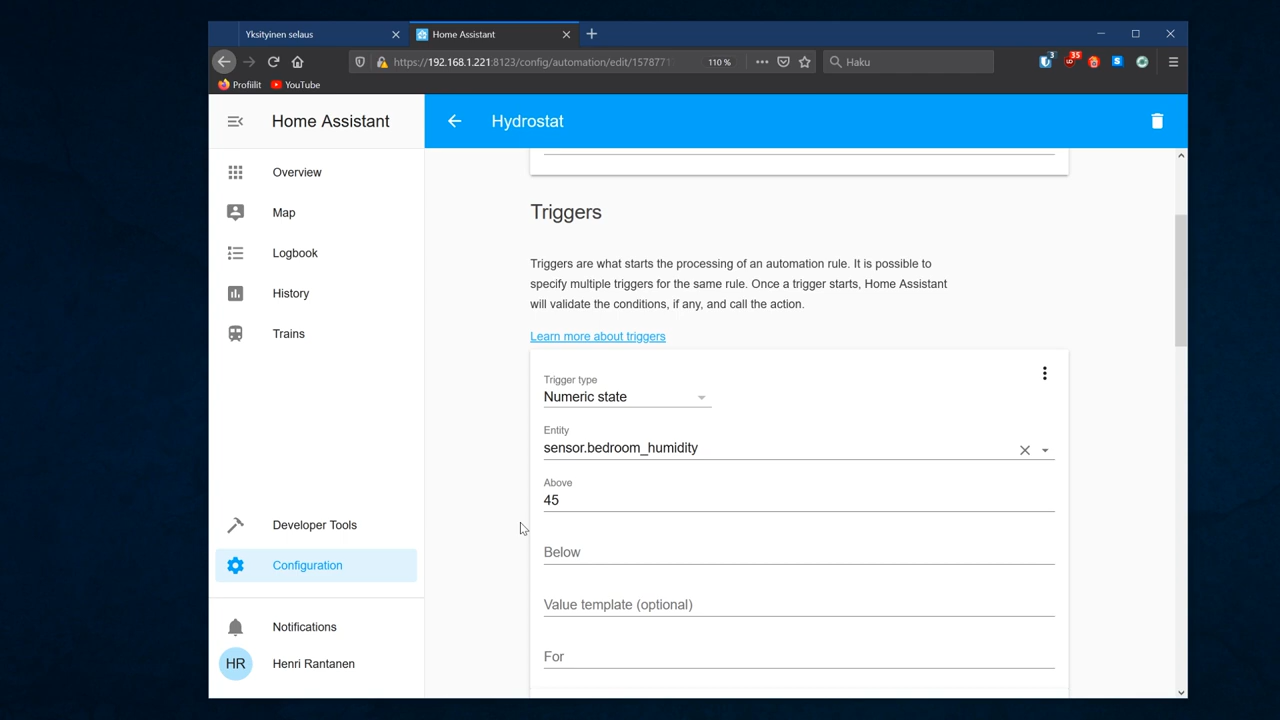 Yksityinen selaus
Home Assistant
https://192.168.1.221:8123/config/automation/edit/157877
110 %
Haku
3
35
S
Profiilit
YouTube
Home Assistant
Hydrostat
Overview
Map
Logbook
History
Trains
Developer Tools
Configuration
Notifications
HR
Henri Rantanen
Triggers
Triggers are what starts the processing of an automation rule. It is possible to
specify multiple triggers for the same rule. Once a trigger starts, Home Assistant
will validate the conditions, if any, and call the action.
Learn more about triggers
Trigger type
Numeric state
Entity
sensor.bedroom_humidity
Above
45
Below
Value template (optional)
For